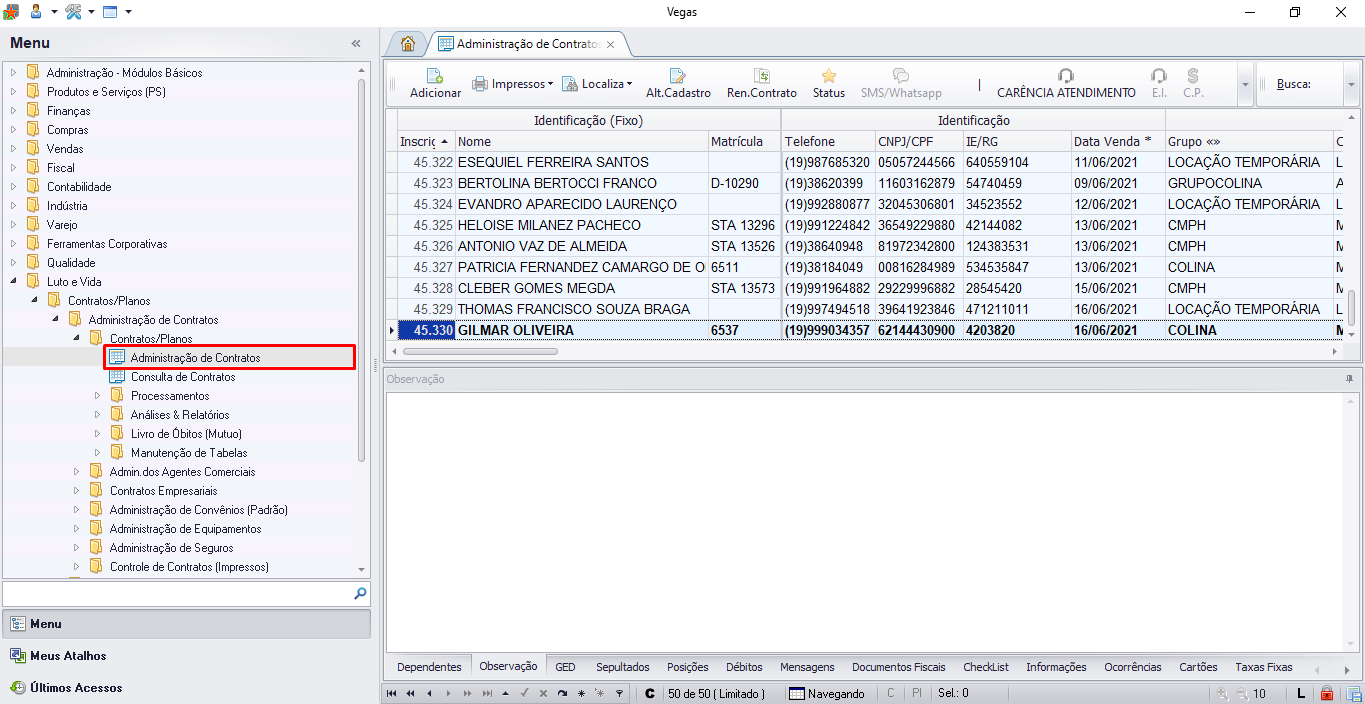 Vegas
Menu
Administração - Módulos Básicos
Produtos e Serviços (PS)
Finanças
Compras
Vendas
Fiscal
Contabilidade
Indústria
Varejo
Ferramentas Corporativas
Qualidade
Luto e Vida
Contratos/Planos
Administração de Contratos
Contratos/Planos
Administração de Contratos
Consulta de Contratos
Processamentos
Análises & Relatórios
Livro de Óbitos (Mutuo)
Manutenção de Tabelas
Admin.dos Agentes Comerciais
Contratos Empresariais
Administração de Convênios (Padrão)
Administração de Equipamentos
Administração de Seguros
Controle de Contratos (Impressos)
Menu
Meus Atalhos
Últimos Acessos
Administração de Contrato
Adicionar Impressos Localiza Alt.Cadastro Ren.Contrato Status SMS/Whatsapp | CARÊNCIA ATENDIMENTO E.I. C.P. Busca:
Identificação (Fixo) Identificação
Inscriç Nome Matrícula Telefone CNPJ/CPF IE/RG Data Venda * Grupo «» C
45.322 ESEQUIEL FERREIRA SANTOS (19)987685320 05057244566 640559104 11/06/2021 LOCAÇÃO TEMPORÁRIA L
45.323 BERTOLINA BERTOCCI FRANCO D-10290 (19)38620399 11603162879 54740459 09/06/2021 GRUPOCOLINA A
45.324 EVANDRO APARECIDO LAURENÇO (19)992880877 32045306801 34523552 12/06/2021 LOCAÇÃO TEMPORÁRIA L
45.325 HELOISE MILANEZ PACHECO STA 13296 (19)991224842 36549229880 42144082 13/06/2021 CMPH M
45.326 ANTONIO VAZ DE ALMEIDA STA 13526 (19)38640948 81972342800 124383531 13/06/2021 CMPH M
45.327 PATRICIA FERNANDEZ CAMARGO DE O 6511 (19)38184049 00816284989 534535847 13/06/2021 COLINA M
45.328 CLEBER GOMES MEGDA STA 13573 (19)991964882 29229996882 28545420 15/06/2021 CMPH M
45.329 THOMAS FRANCISCO SOUZA BRAGA (19)997494518 39641923846 471211011 16/06/2021 LOCAÇÃO TEMPORÁRIA L
45.330 GILMAR OLIVEIRA 6537 (19)999034357 62144430900 4203820 16/06/2021 COLINA M
Observação
Dependentes Observação GED Sepultados Posições Débitos Mensagens Documentos Fiscais CheckList Informações Ocorrências Cartões Taxas Fixas
C 50 de 50 ( Limitado ) Navegando C PI Sel.: 0 10 L